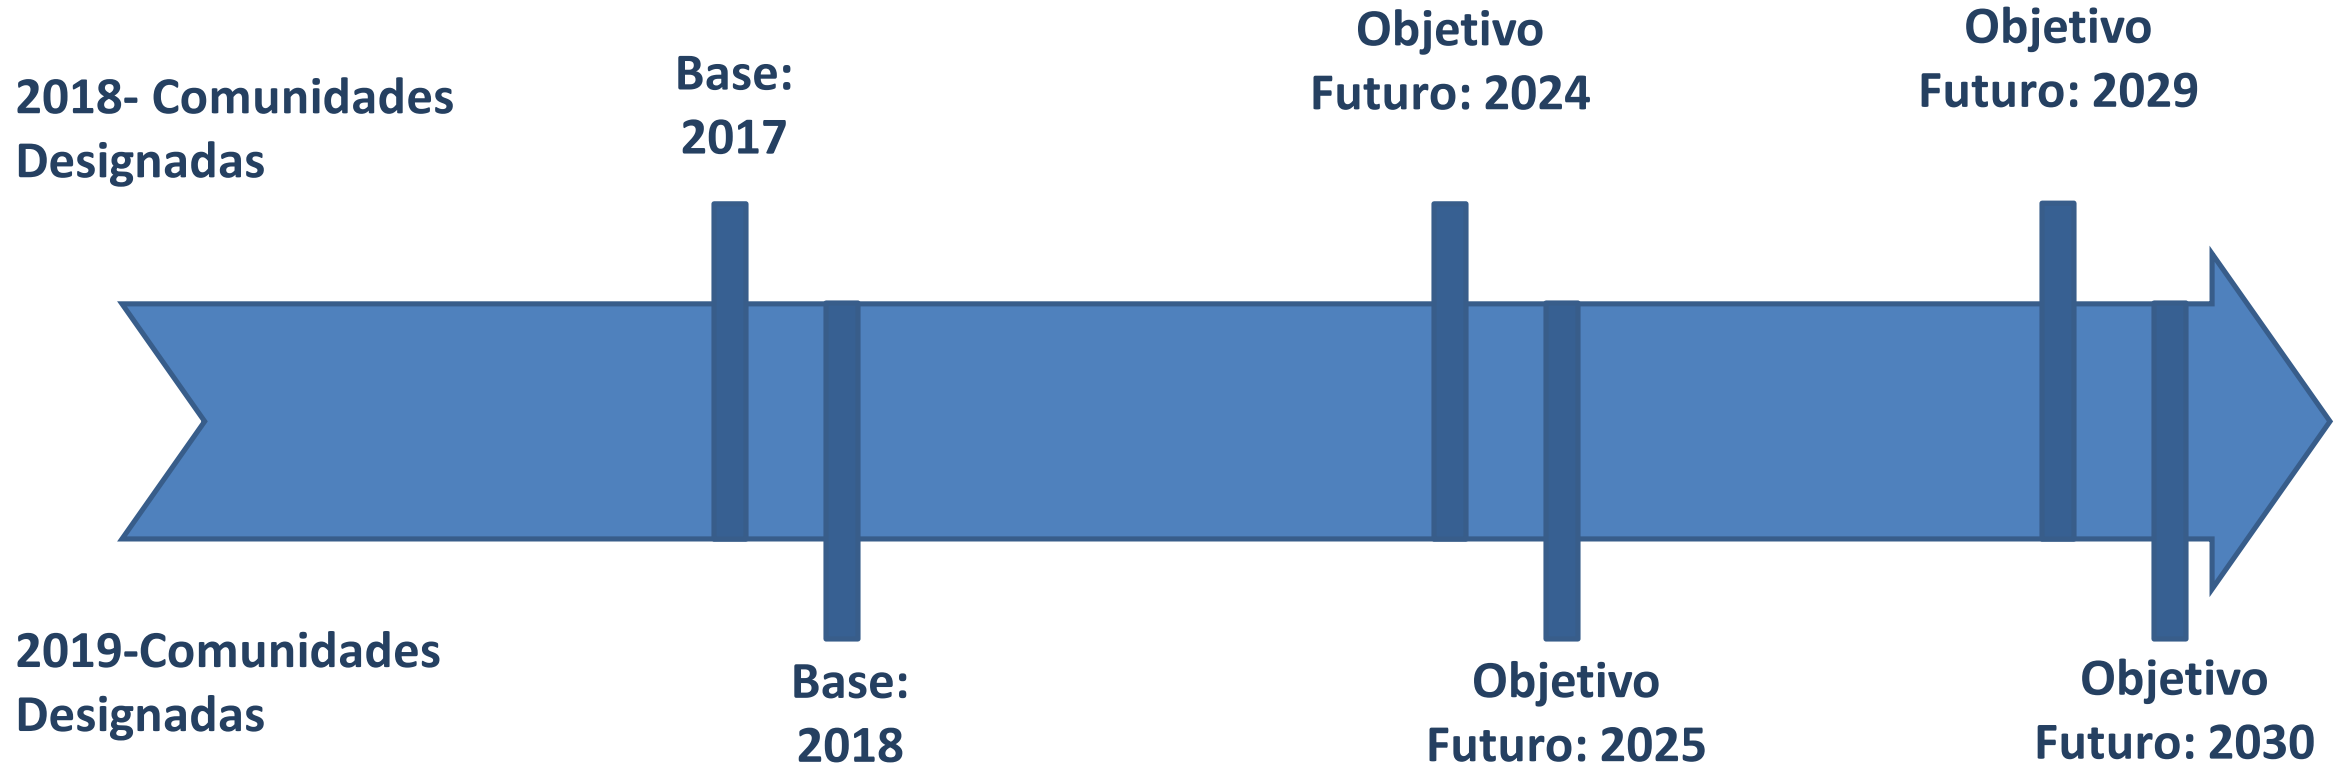 2018- Comunidades
Designadas
Base:
2017
Objetivo
Futuro: 2024
Objetivo
Futuro: 2029
2019-Comunidades
Designadas
Base:
2018
Objetivo
Futuro: 2025
Objetivo
Futuro: 2030